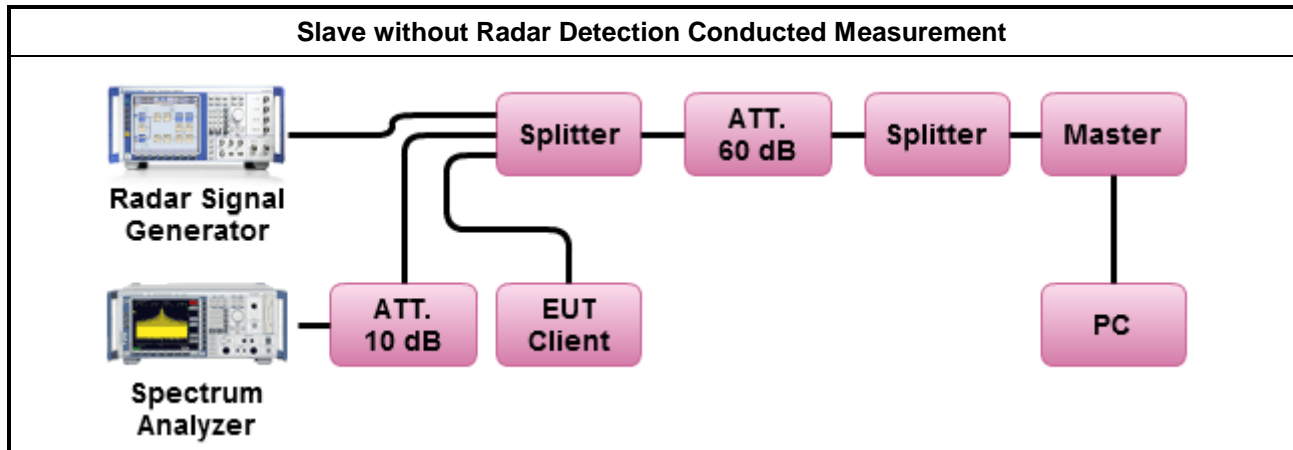 Slave without Radar Detection Conducted Measurement
Radar Signal
Generator
Splitter
ATT.
60 dB
Splitter
Master
Spectrum
Analyzer
ATT.
10 dB
EUT
Client
PC